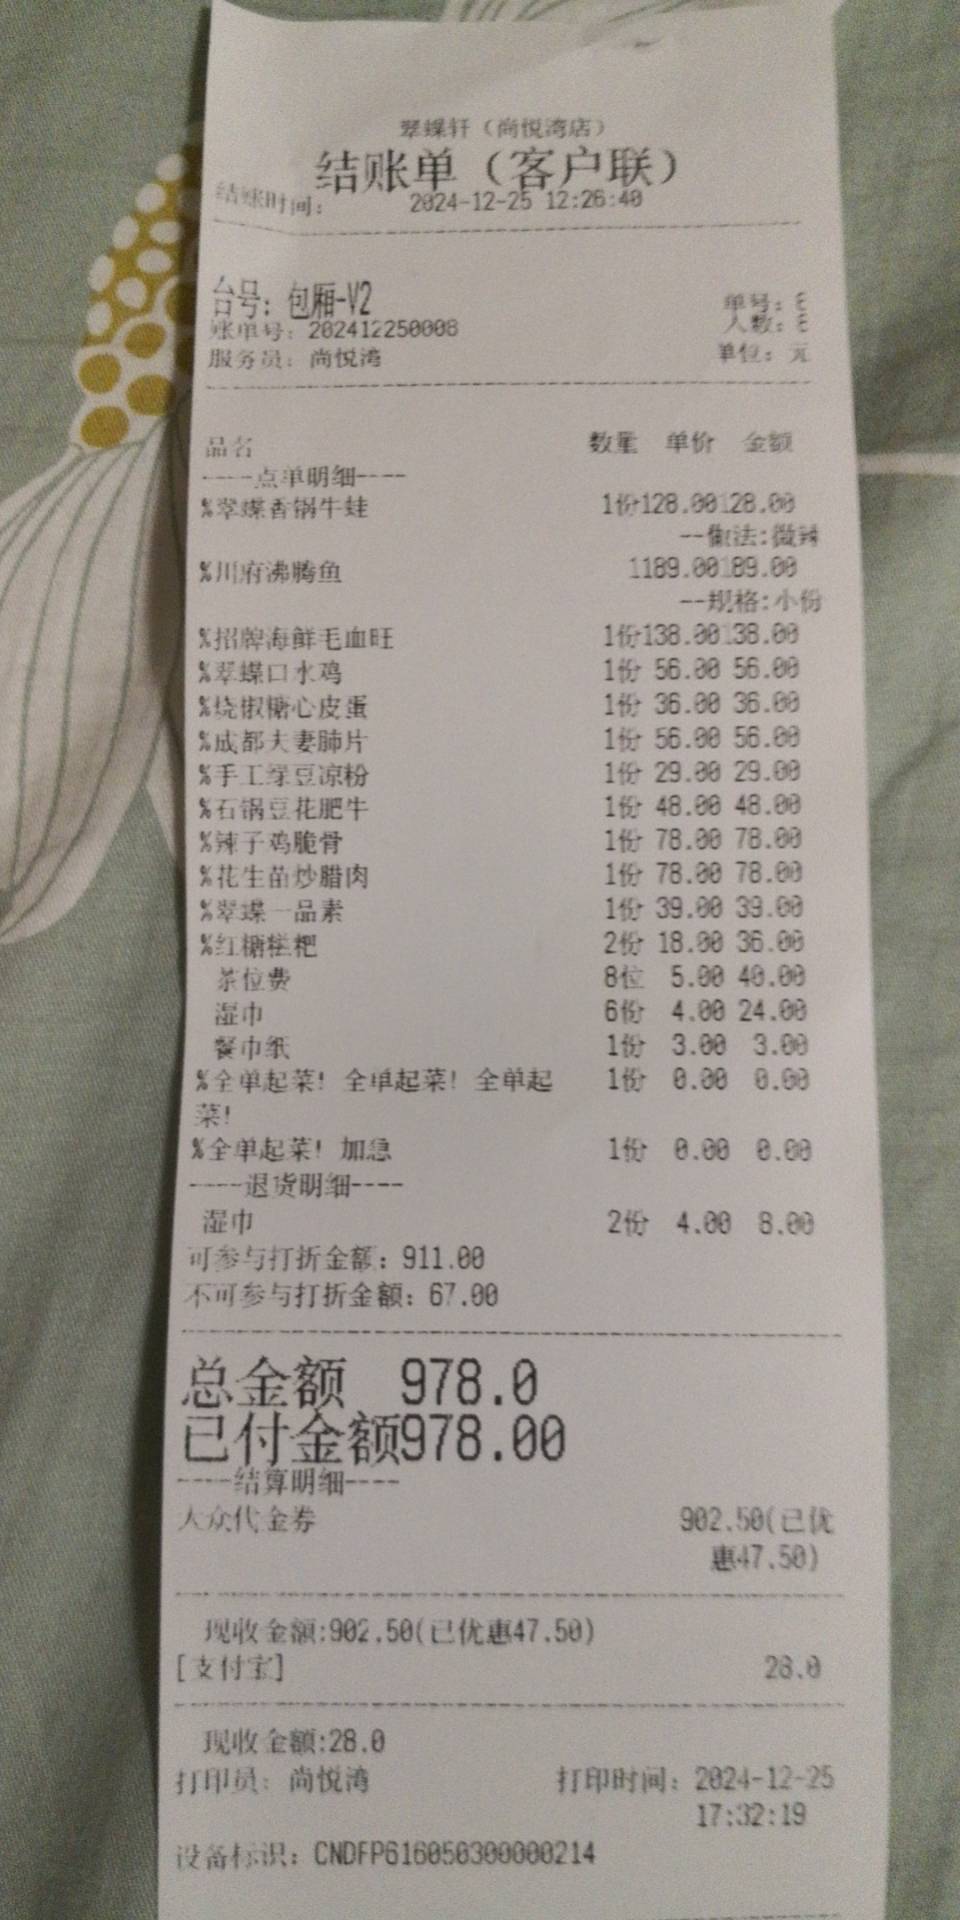 翠蝶轩（尚悦湾店）
结账单（客户联）
结账时间： 2024-12-25 12:26:40
台号：包厢-V2
单号：
账单号：202412250008
人数：
服务员：尚悦湾 单位：元
品名 数量 单价 金额
----点单明细----
%翠蝶香锅牛蛙 1份128.00128.00
--做法:微辣
%川府沸腾鱼 1189.00189.00
--规格:小份
%招牌海鲜毛血旺 1份138.00138.00
%翠蝶口水鸡 1份 56.00 56.00
%烧椒糖心皮蛋 1份 36.00 36.00
%成都夫妻肺片 1份 56.00 56.00
%手工绿豆凉粉 1份 29.00 29.00
%石锅豆花肥牛 1份 48.00 48.00
%辣子鸡脆骨 1份 78.00 78.00
%花生苗炒腊肉 1份 78.00 78.00
%翠蝶一品素 1份 39.00 39.00
%红糖糍粑 2份 18.00 36.00
茶位费 8位 5.00 40.00
湿巾 6份 4.00 24.00
餐巾纸 1份 3.00 3.00
%全单起菜！全单起菜！全单起 1份 0.00 0.00
菜！
%全单起菜！加急 1份 0.00 0.00
----退货明细----
湿巾 2份 4.00 8.00
可参与打折金额：911.00
不可参与打折金额：67.00
总金额 978.0
已付金额978.00
----结算明细----
大众代金券 902.50(已优
惠47.50)
现收金额:902.50(已优惠47.50)
[支付宝] 28.0
现收金额:28.0
打印员：尚悦湾 打印时间：2024-12-25
17:32:19
设备标识：CNDFP616050300000214